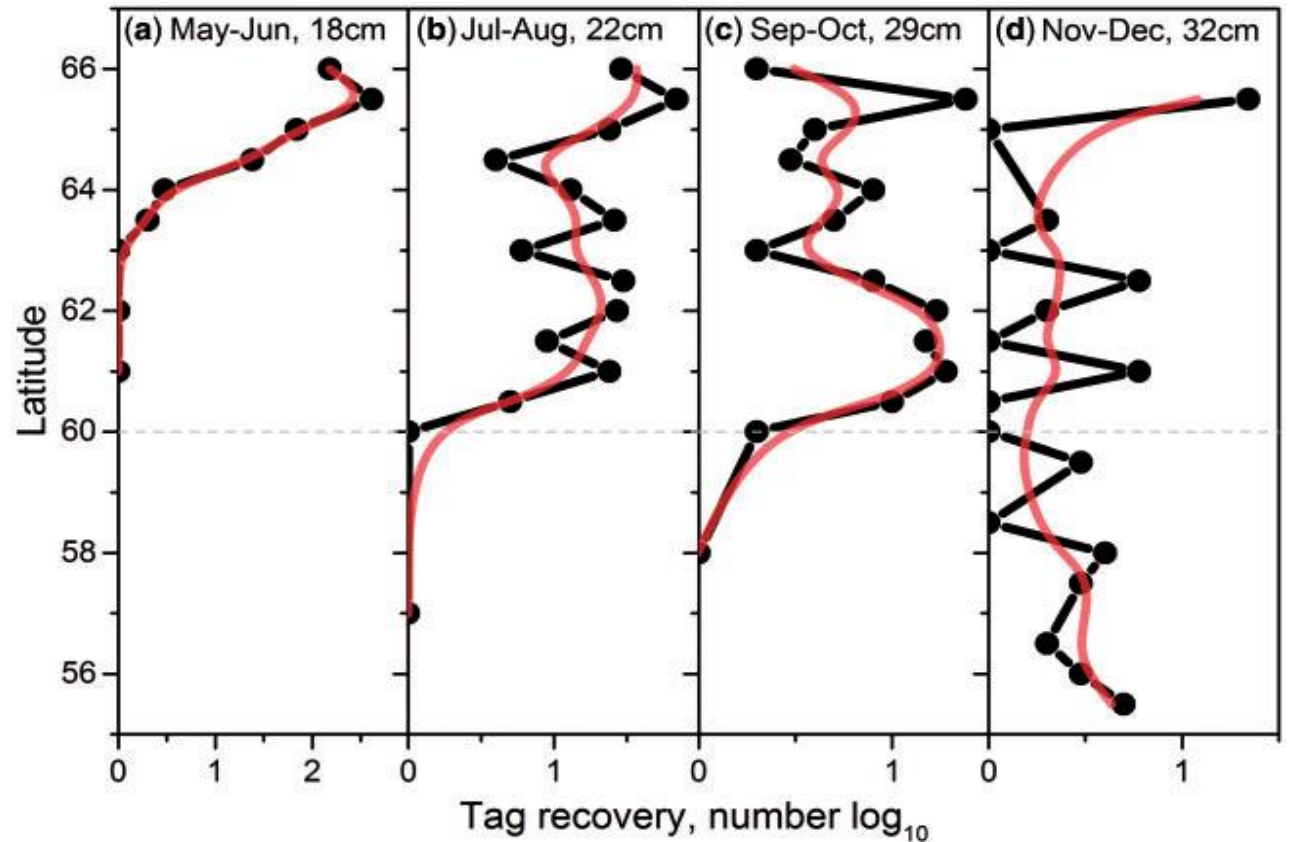 (a) May-Jun, 18cm
(b) Jul-Aug, 22cm
(c) Sep-Oct, 29cm
(d) Nov-Dec, 32cm
66
64
62
60
58
56
Latitude
0 1 2 0 1 0 1 0 1
Tag recovery, number log₁₀